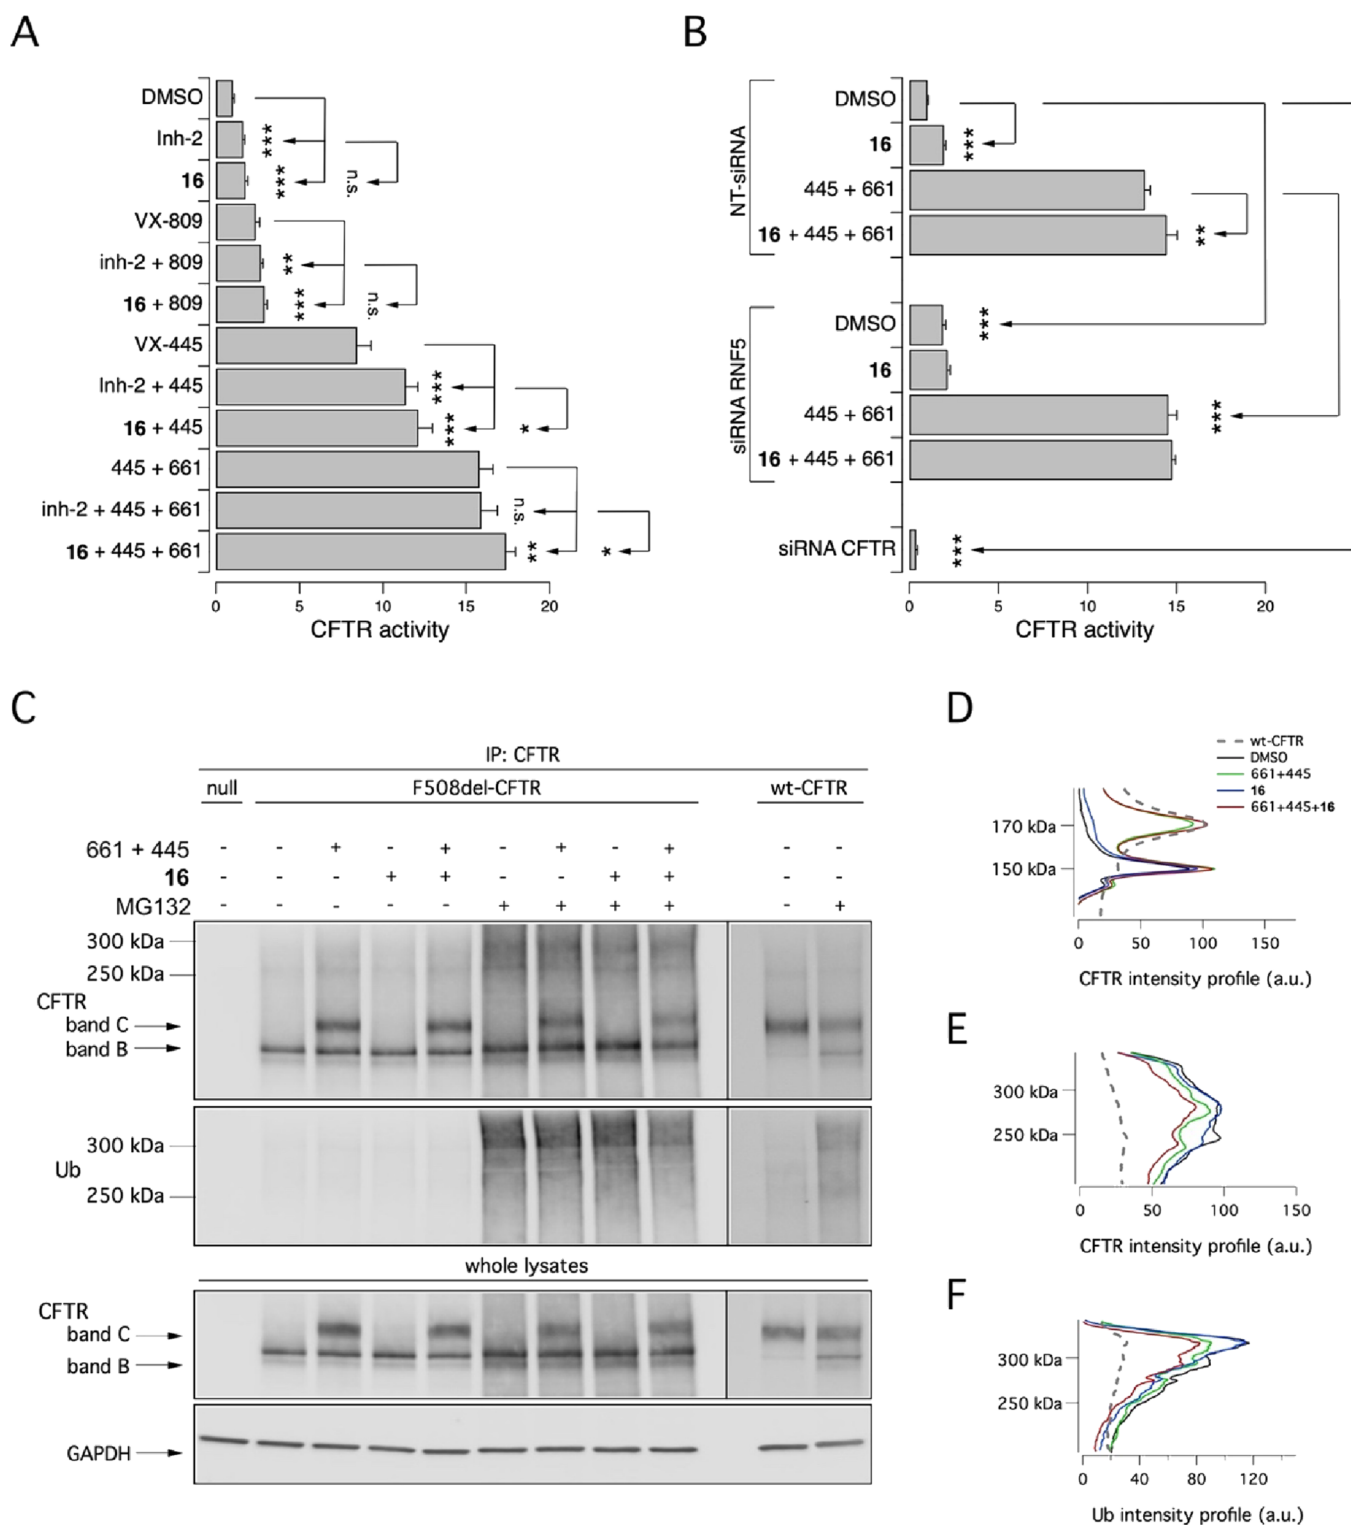 A
DMSO
Inh-2
***
16
***
n.s.
VX-809
inh-2 + 809
**
16 + 809
***
n.s.
VX-445
Inh-2 + 445
***
16 + 445
***
*
445 + 661
inh-2 + 445 + 661
n.s.
16 + 445 + 661
**
*
0 5 10 15 20
CFTR activity
B
NT-siRNA
DMSO
16
***
445 + 661
16 + 445 + 661
**
siRNA RNF5
DMSO
***
16
445 + 661
***
16 + 445 + 661
siRNA CFTR
***
0 5 10 15 20
CFTR activity
C
IP: CFTR
null F508del-CFTR wt-CFTR
661 + 445 - - + - + - + - + - -
16 - - - + + - - + + - -
MG132 - - - - - + + + + - +
300 kDa
250 kDa
CFTR
band C
band B
300 kDa
Ub
250 kDa
whole lysates
CFTR
band C
band B
GAPDH
D
wt-CFTR
DMSO
661+445
16
661+445+16
170 kDa
150 kDa
0 50 100 150
CFTR intensity profile (a.u.)
E
300 kDa
250 kDa
0 50 100 150
CFTR intensity profile (a.u.)
F
300 kDa
250 kDa
0 40 80 120
Ub intensity profile (a.u.)